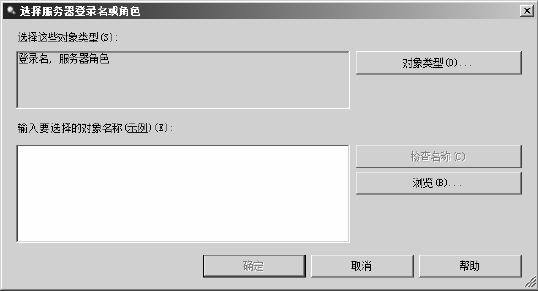 选择服务器登录名或角色
选择这些对象类型(S):
登录名, 服务器角色
对象类型(O)...
输入要选择的对象名称(示例)(E):
检查名称(C)
浏览(B)...
确定
取消
帮助